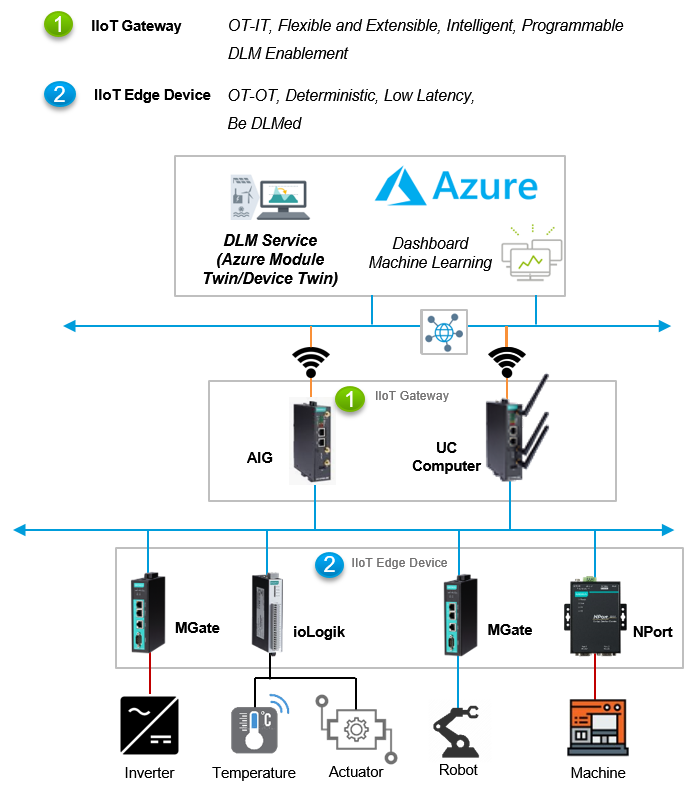 1 IIoT Gateway OT-IT, Flexible and Extensible, Intelligent, Programmable
DLM Enablement
2 IIoT Edge Device OT-OT, Deterministic, Low Latency,
Be DLMed
Azure
DLM Service
(Azure Module
Twin/Device Twin)
Dashboard
Machine Learning
1 IIoT Gateway
AIG
UC
Computer
2 IIoT Edge Device
MGate
ioLogik
MGate
NPort
NPort
°C
Inverter
Temperature
Actuator
Robot
Machine